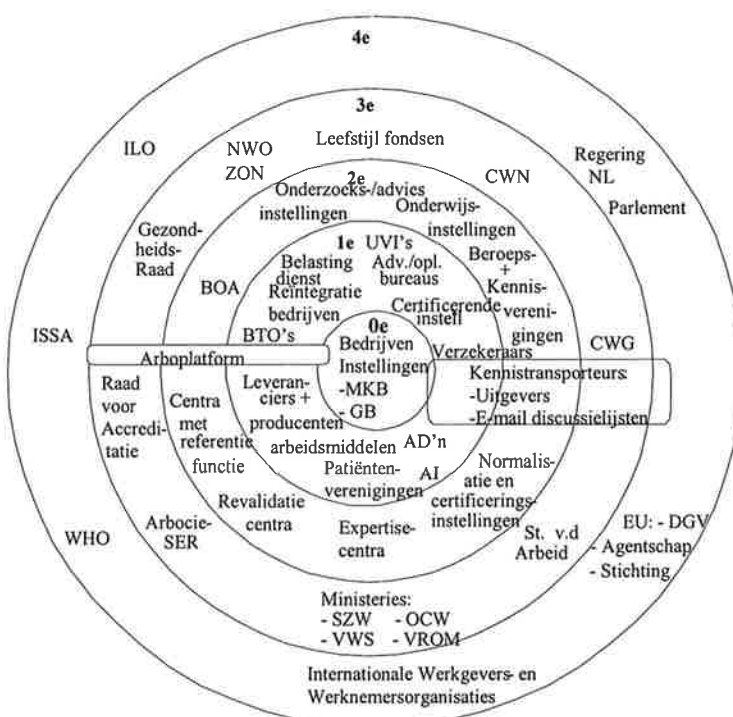 4e
3e
ILO
NWO
ZON
Leefstijl fondsen
Regering
NL
Parlement
CWN
2e
Onderzoeks-/advies
instellingen
Onderwijs-
instellingen
Gezond-
heids-
Raad
1e
UVI's
Belasting
dienst
Adv./opl.
bureaus
Beroeps-
+
Kennis-
vereni-
gingen
BOA
Reïntegratie
bedrijven
Certificerende
instell
0e
ISSA
BTO's
Bedrijven
Instellingen
-MKB
- GB
Verzekeraars
CWG
Arboplatform
Kennistransporteurs:
-Uitgevers
-E-mail discussielijsten
Raad
voor
Accredi-
tatie
Centra
met
referentie
functie
Leveran-
ciers +
producenten
arbeidsmiddelen
AD'n
AI
Patiënten-
verenigingen
Normalis-
atie en
certificerings-
instellingen
Revalidatie
centra
Expertise-
centra
WHO
Arbocie-
SER
St. v.d
Arbeid
EU: - DGV
- Agentschap
- Stichting
Ministeries:
- SZW - OCW
- VWS - VROM
Internationale Werkgevers- en
Werknemersorganisaties